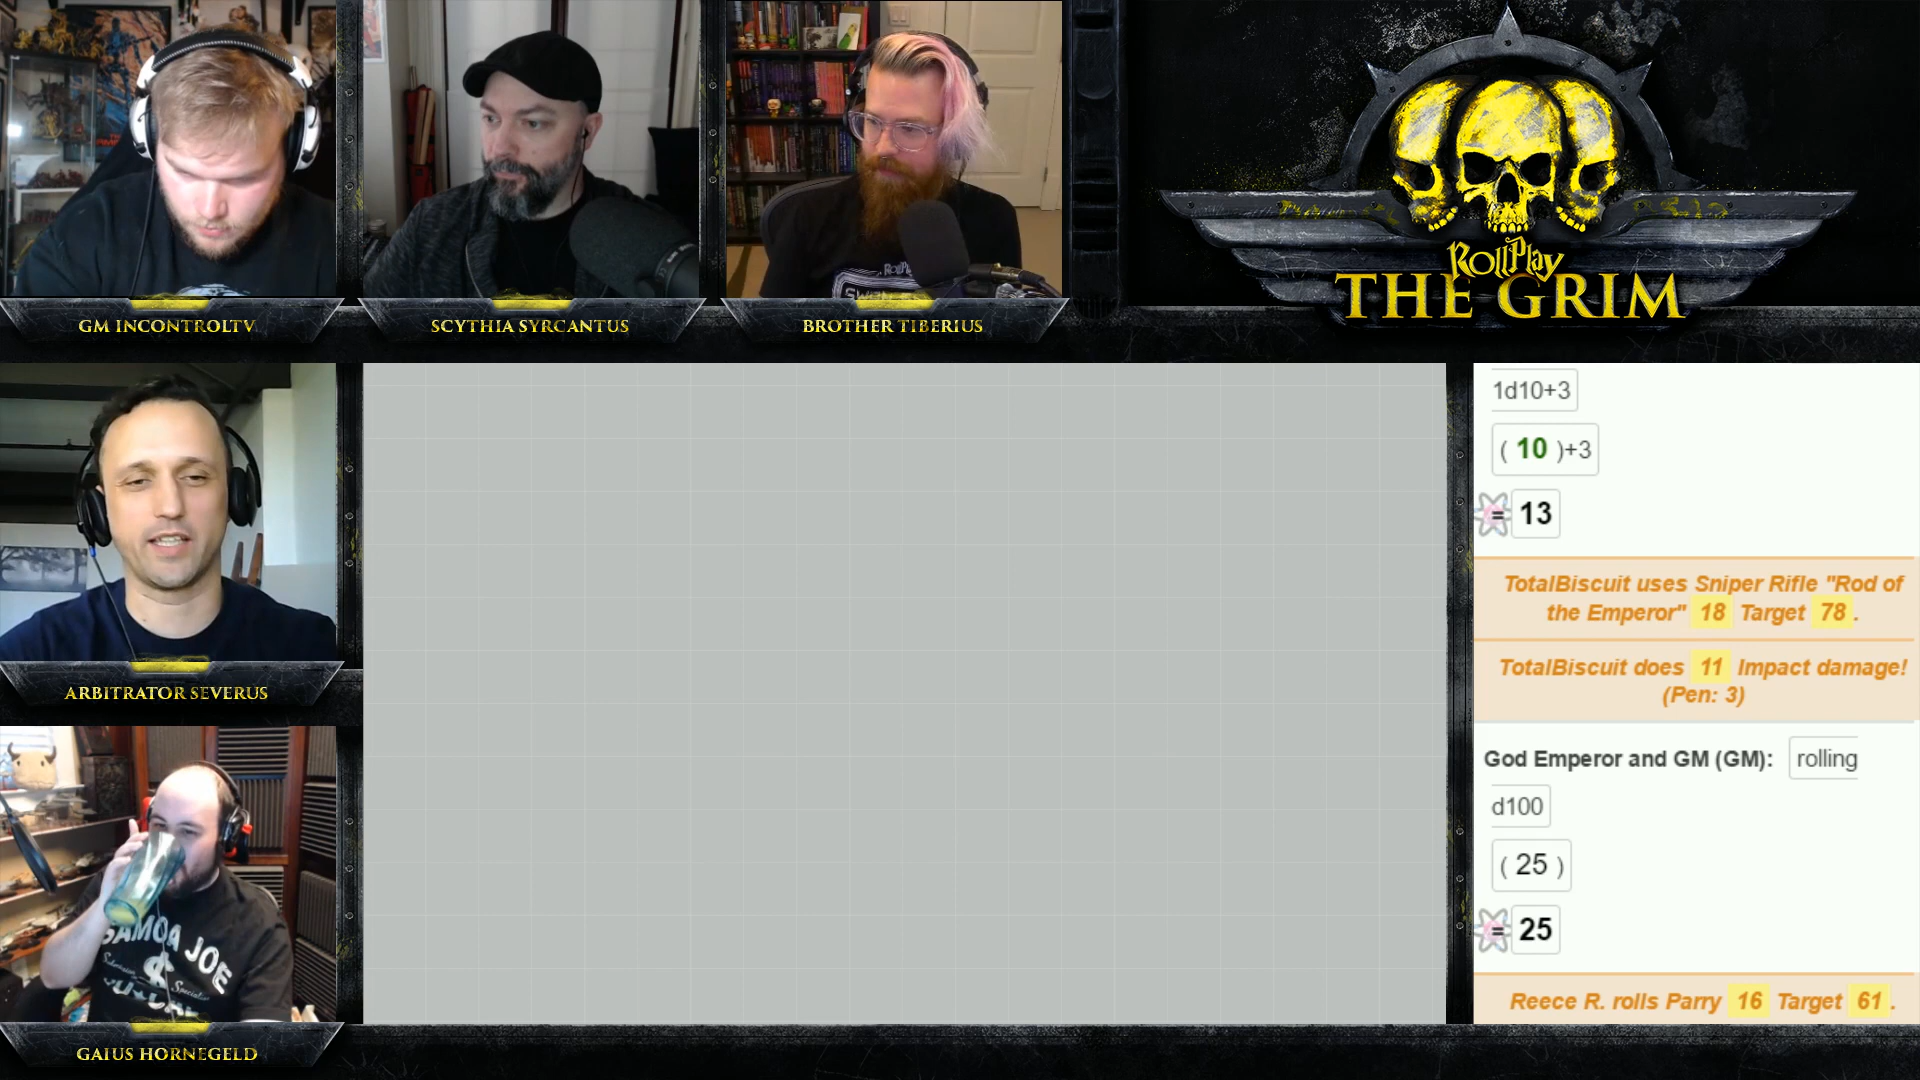 GM INCONTROLTV
SCYTHIA SYRCANTUS
BROTHER TIBERIUS
RollPlay
THE GRIM
ARBITRATOR SEVERUS
SAMOA JOE
GAIUS HORNEGELD
1d10+3
( 10 )+3
= 13
TotalBiscuit uses Sniper Rifle "Rod of
the Emperor" 18 Target 78 .
TotalBiscuit does 11 Impact damage!
(Pen: 3)
God Emperor and GM (GM): rolling
d100
( 25 )
= 25
Reece R. rolls Parry 16 Target 61 .